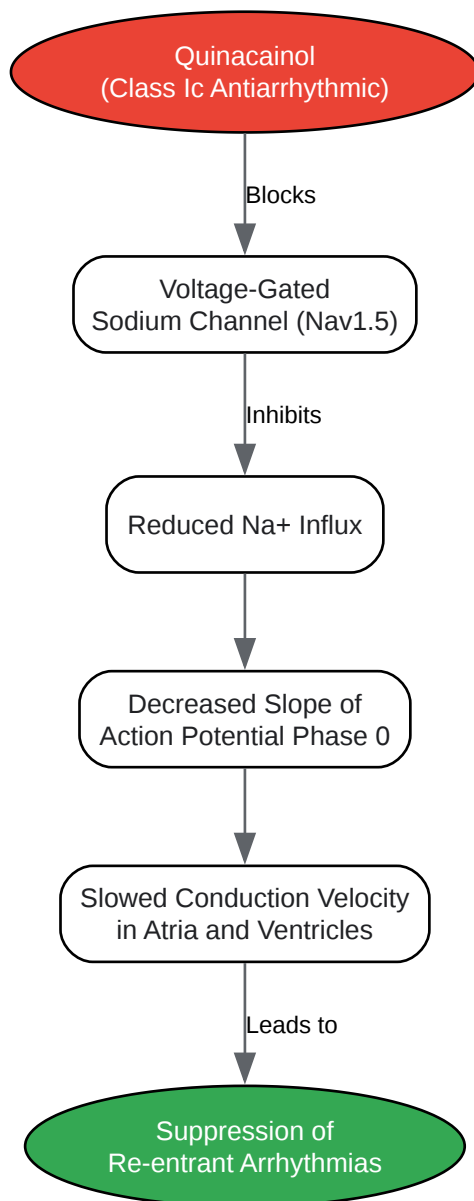 Quinacainol
(Class Ic Antiarrhythmic)
Blocks
Voltage-Gated
Sodium Channel (Nav1.5)
Inhibits
Reduced Na+ Influx
Decreased Slope of
Action Potential Phase 0
Slowed Conduction Velocity
in Atria and Ventricles
Leads to
Suppression of
Re-entrant Arrhythmias